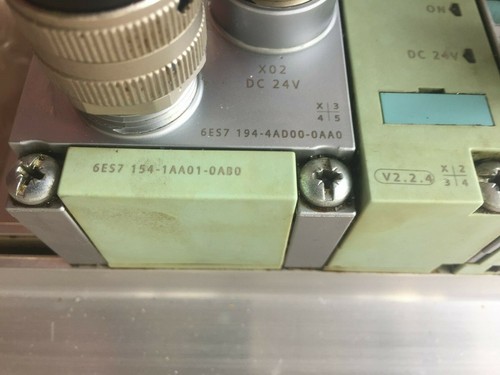 ON
DC 24V
X02
DC 24V
X 3
4 5
6ES7 194-4AD00-0AA0
6ES7 154-1AA01-0AB0
V2.2.4
X 2
3 4